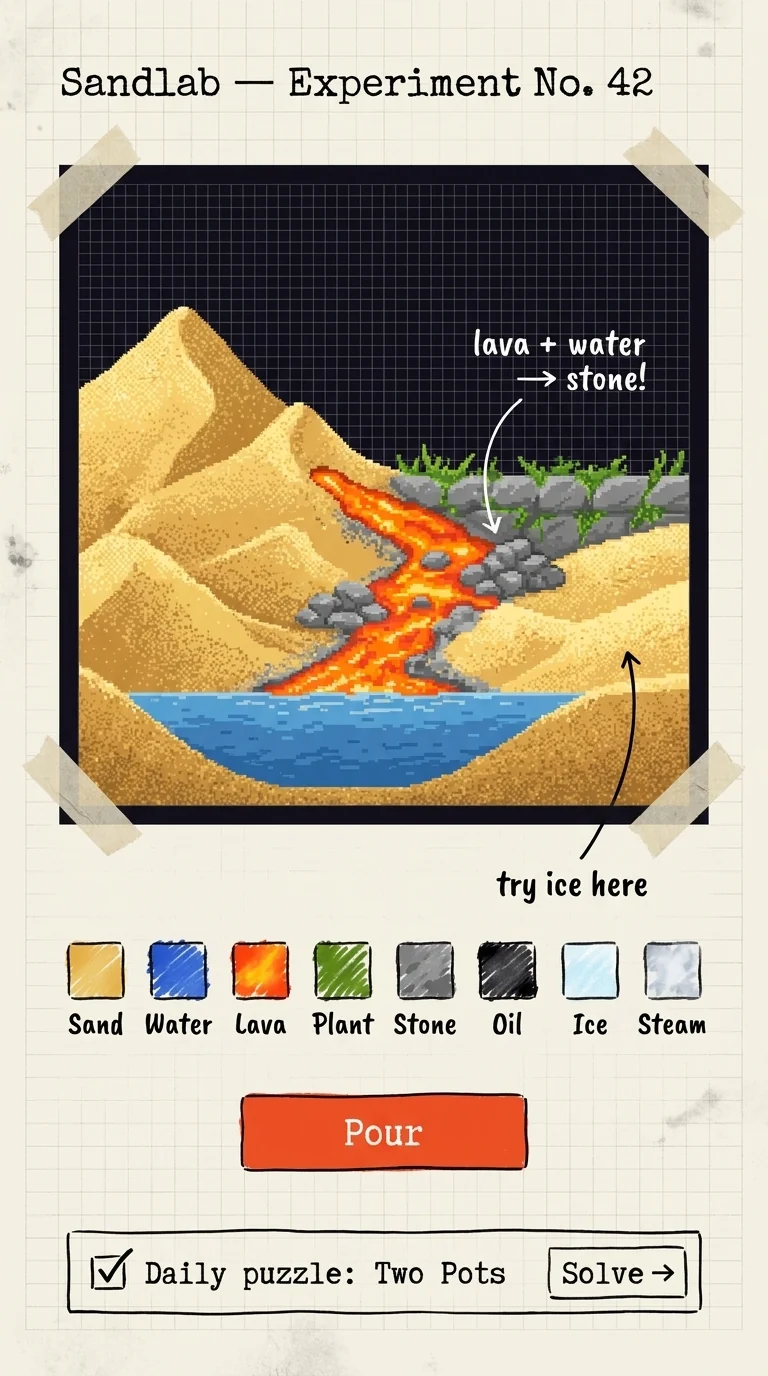 Sandlab — Experiment No. 42
lava + water
→ stone!
try ice here
Sand Water Lava Plant Stone Oil Ice Steam
Pour
Daily puzzle: Two Pots Solve →